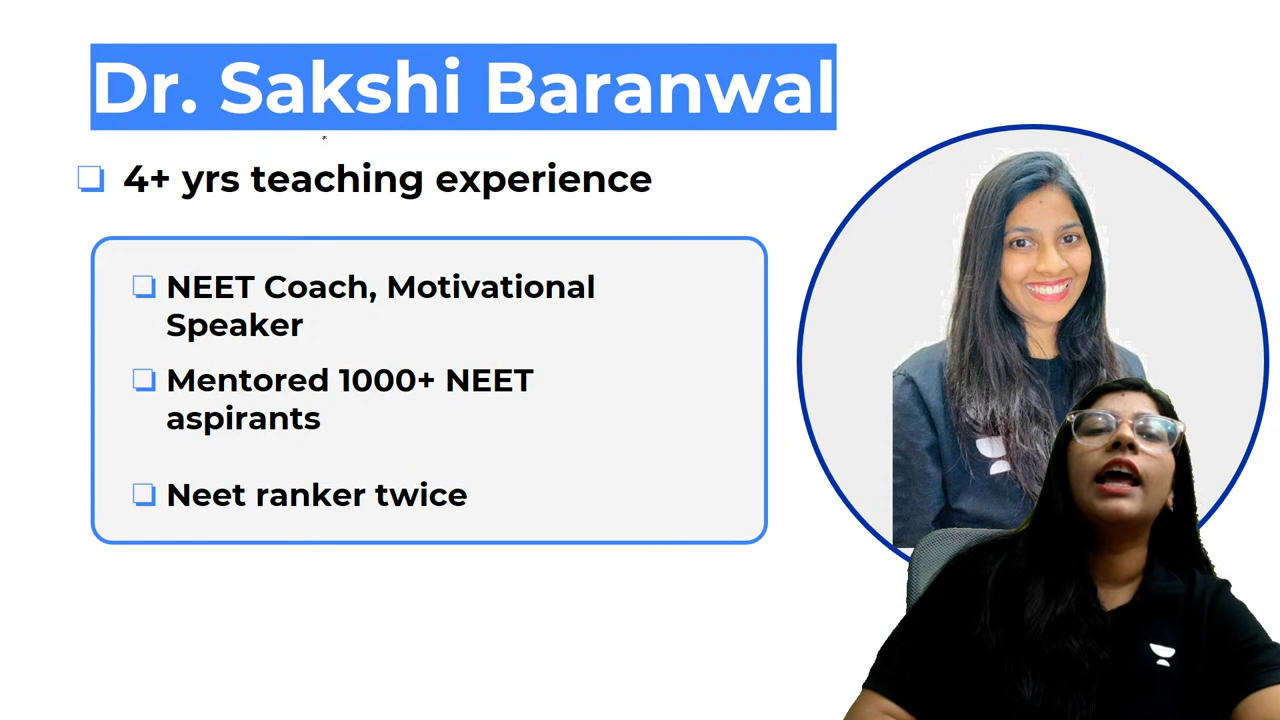 Dr. Sakshi Baranwal
4+ yrs teaching experience
NEET Coach, Motivational
Speaker
Mentored 1000+ NEET
aspirants
Neet ranker twice